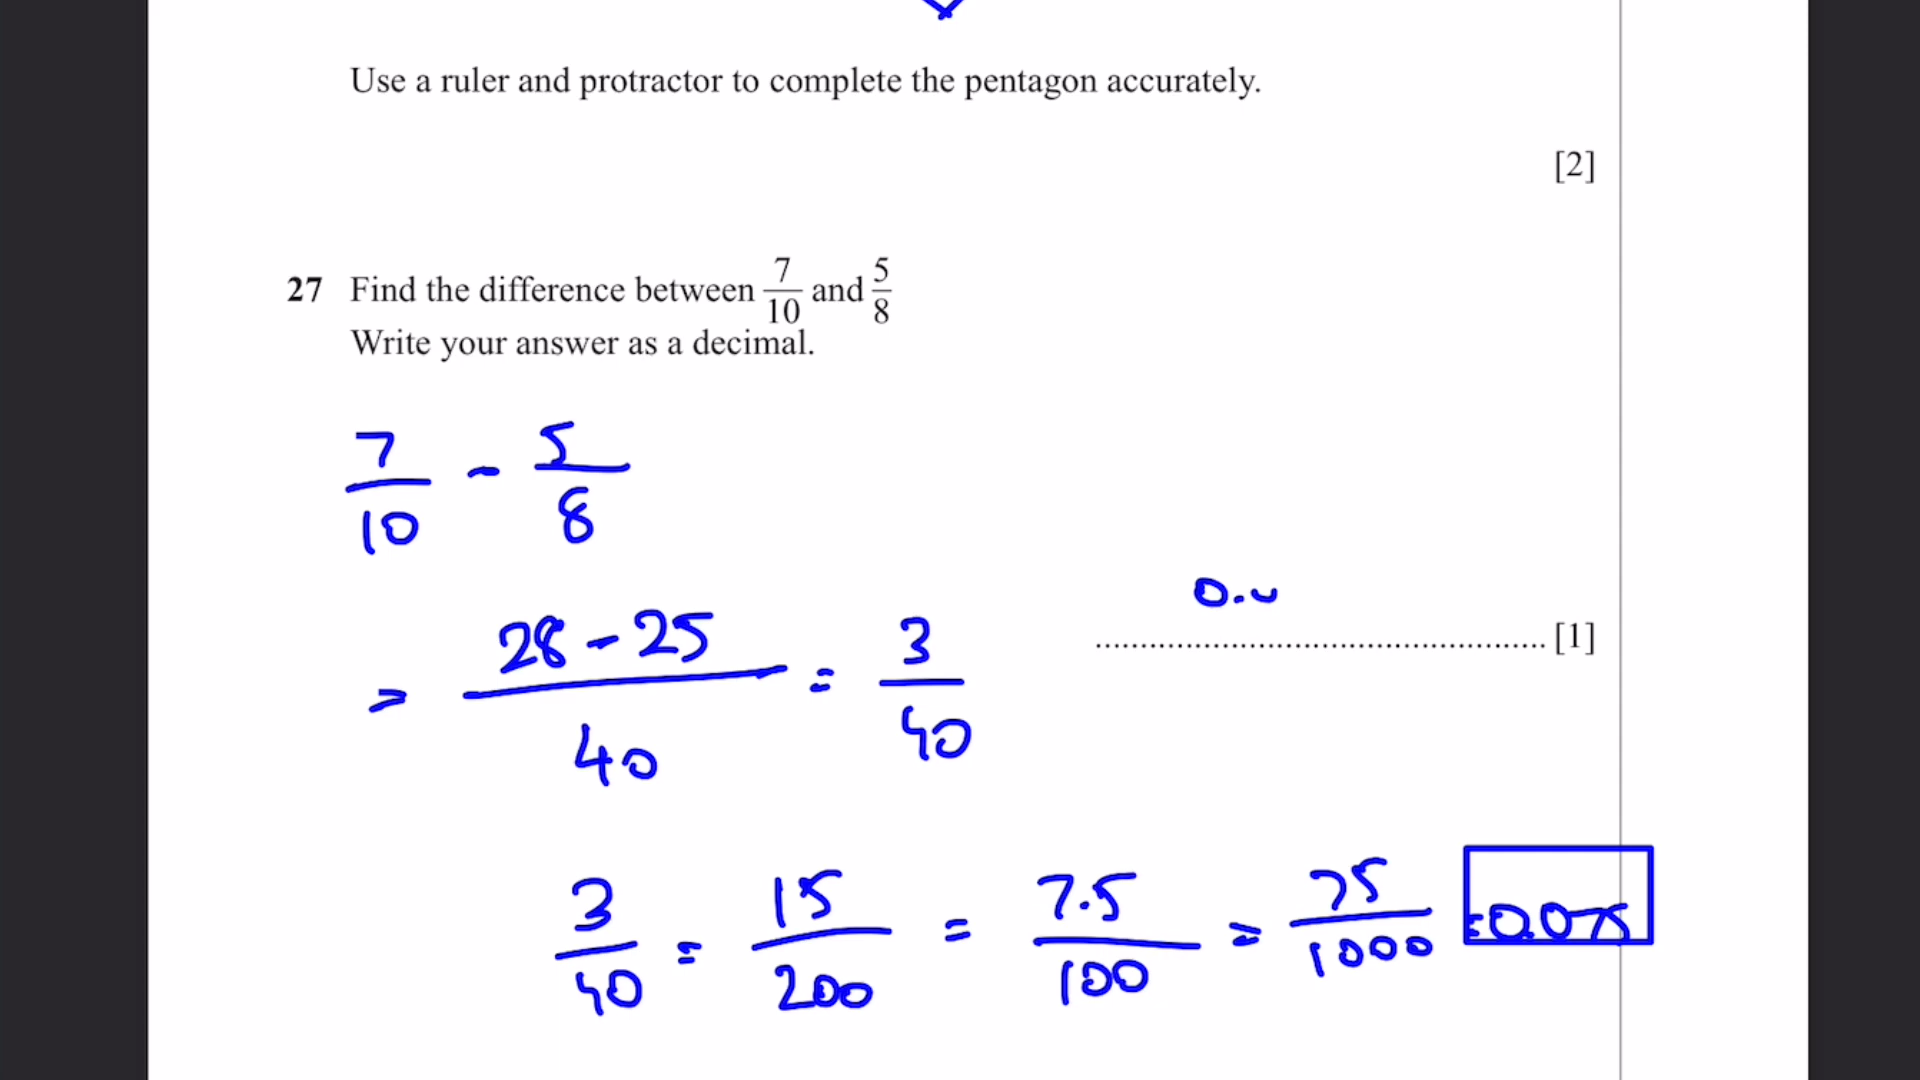 Use a ruler and protractor to complete the pentagon accurately.
[2]
27 Find the difference between 7/10 and 5/8
Write your answer as a decimal.
7/10 - 5/8
0.0
.................................................. [1]
= 28 - 25/40 = 3/40
3/40 = 15/200 = 7.5/100 = 75/1000 = 0.075